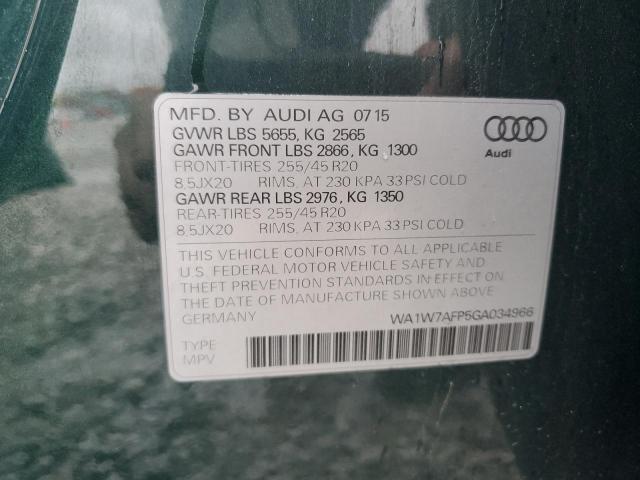 MFD. BY AUDI AG 07 15
GVWR LBS 5655, KG 2565
GAWR FRONT LBS 2866, KG 1300
FRONT-TIRES 255/45 R20
8,5JX20 RIMS, AT 230 KPA 33 PSI COLD
GAWR REAR LBS 2976, KG 1350
REAR-TIRES 255/45 R20
8,5JX20 RIMS, AT 230 KPA 33 PSI COLD
Audi
THIS VEHICLE CONFORMS TO ALL APPLICABLE
U.S. FEDERAL MOTOR VEHICLE SAFETY AND
THEFT PREVENTION STANDARDS IN EFFECT ON
THE DATE OF MANUFACTURE SHOWN ABOVE
GERMANY WA1W7AFP5GA034966
TYPE
MPV